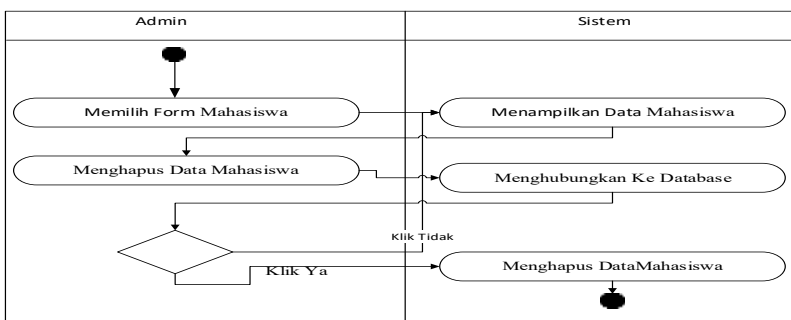 Admin
Sistem
Memilih Form Mahasiswa
Menampilkan Data Mahasiswa
Menghapus Data Mahasiswa
Menghubungkan Ke Database
Klik Tidak
Klik Ya
Menghapus DataMahasiswa